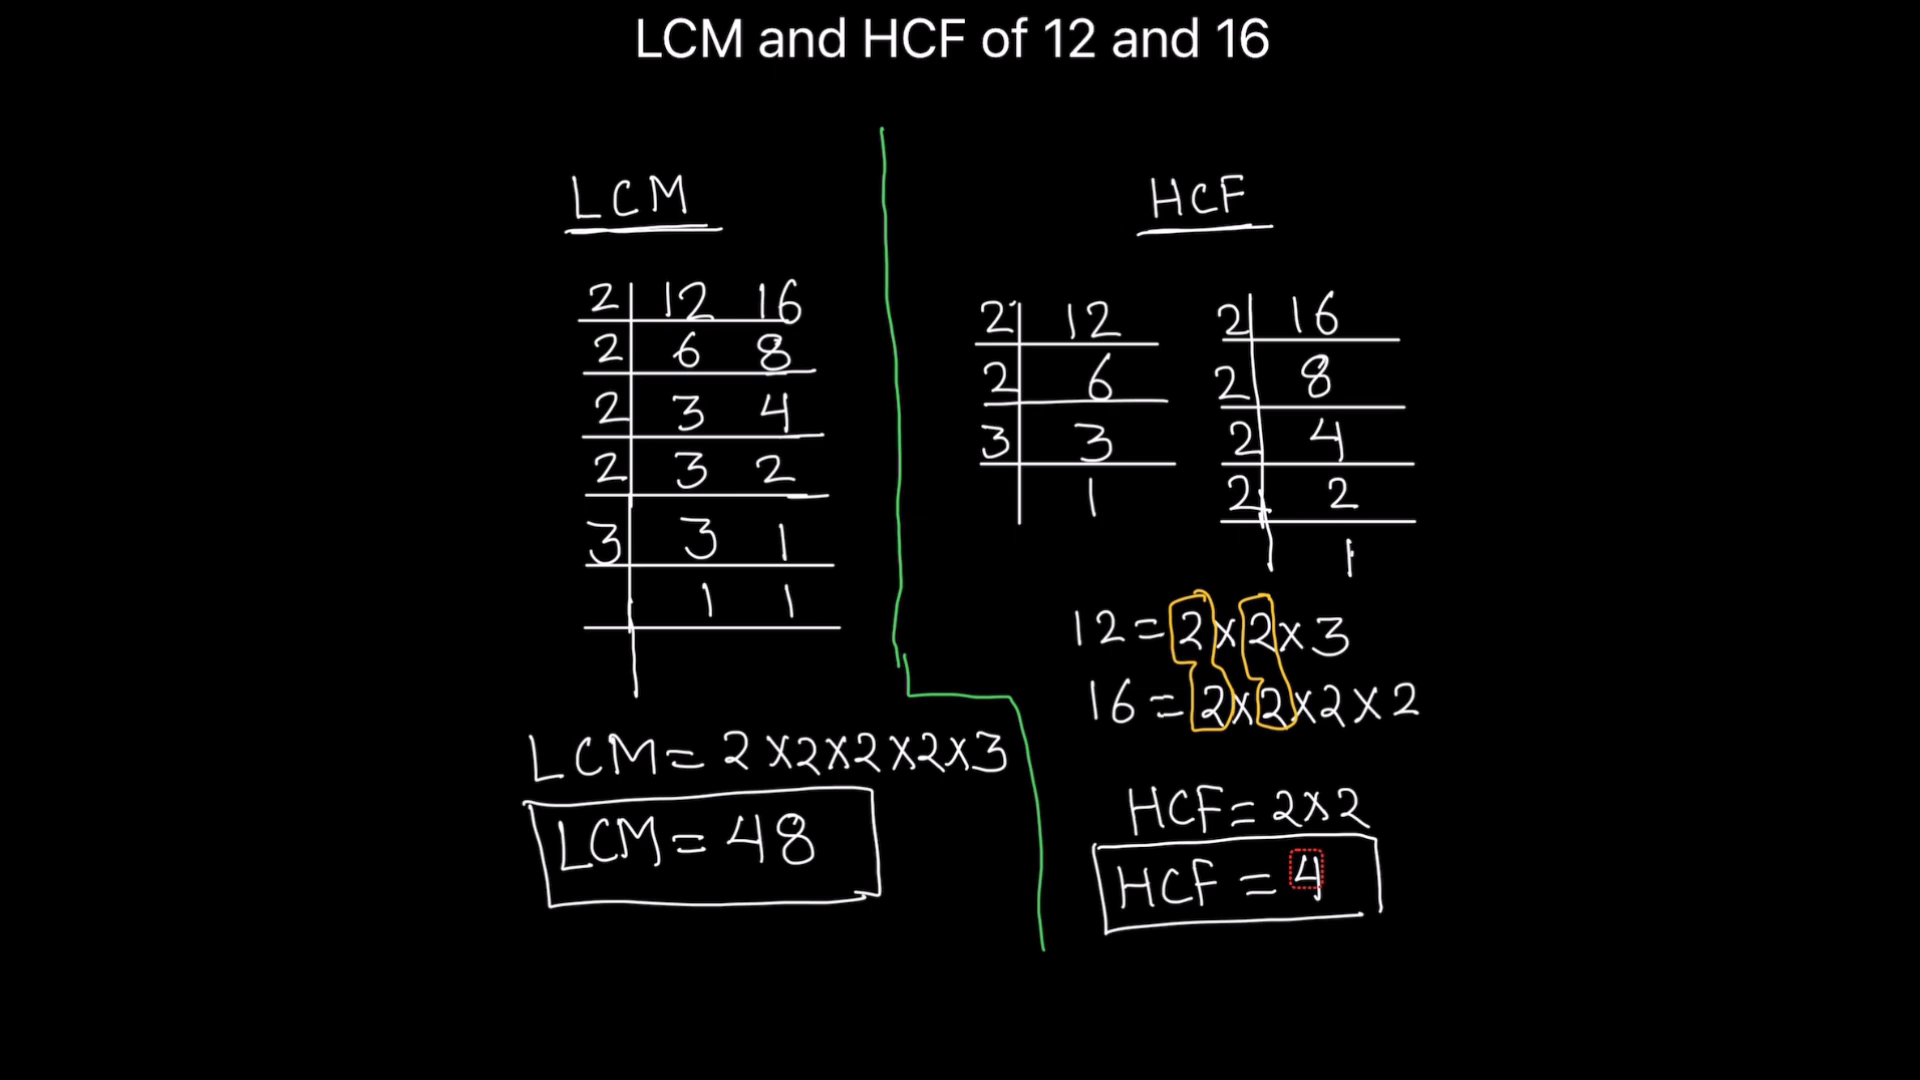 LCM and HCF of 12 and 16
LCM
2 12 16
2 6 8
2 3 4
2 3 2
3 3 1
1 1
LCM = 2 x 2 x 2 x 2 x 3
LCM = 48
HCF
2 12
2 6
3 3
1
2 16
2 8
2 4
2 2
1
12 = 2 x 2 x 3
16 = 2 x 2 x 2 x 2
HCF = 2 x 2
HCF = 4